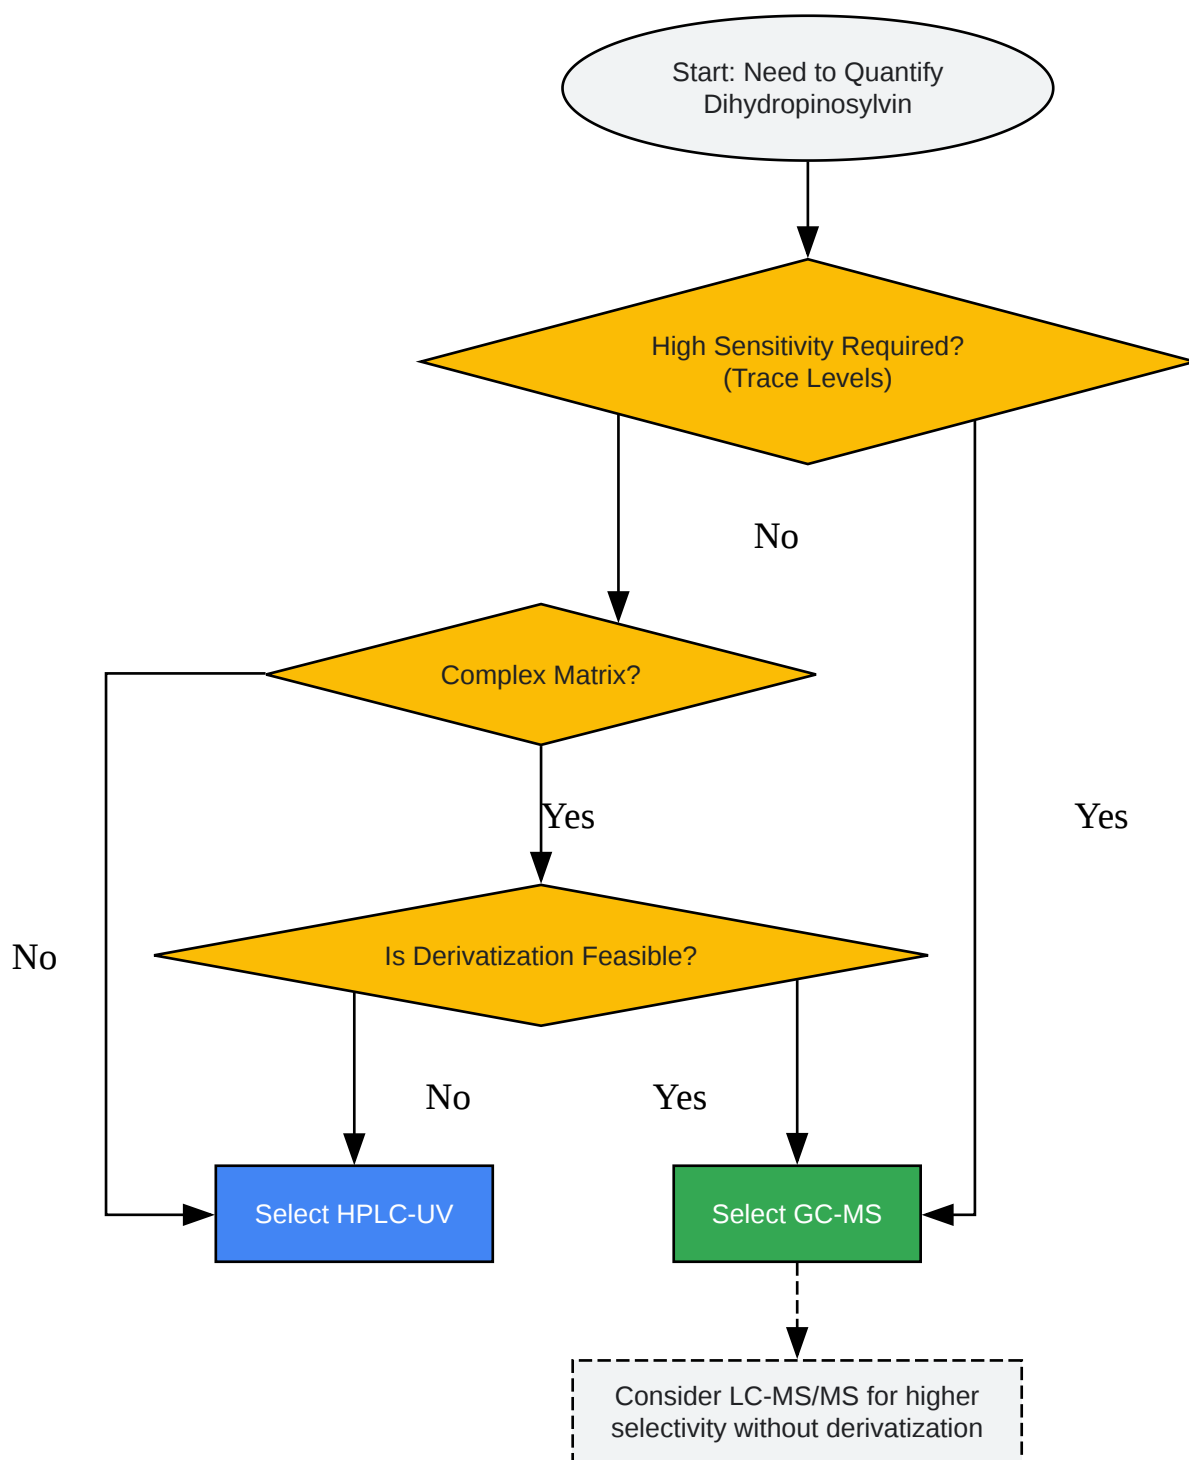 Start: Need to Quantify
Dihydropinosylvin
High Sensitivity Required?
(Trace Levels)
No
Complex Matrix?
Yes
Yes
No
Is Derivatization Feasible?
No
Yes
Select HPLC-UV
Select GC-MS
Consider LC-MS/MS for higher
selectivity without derivatization